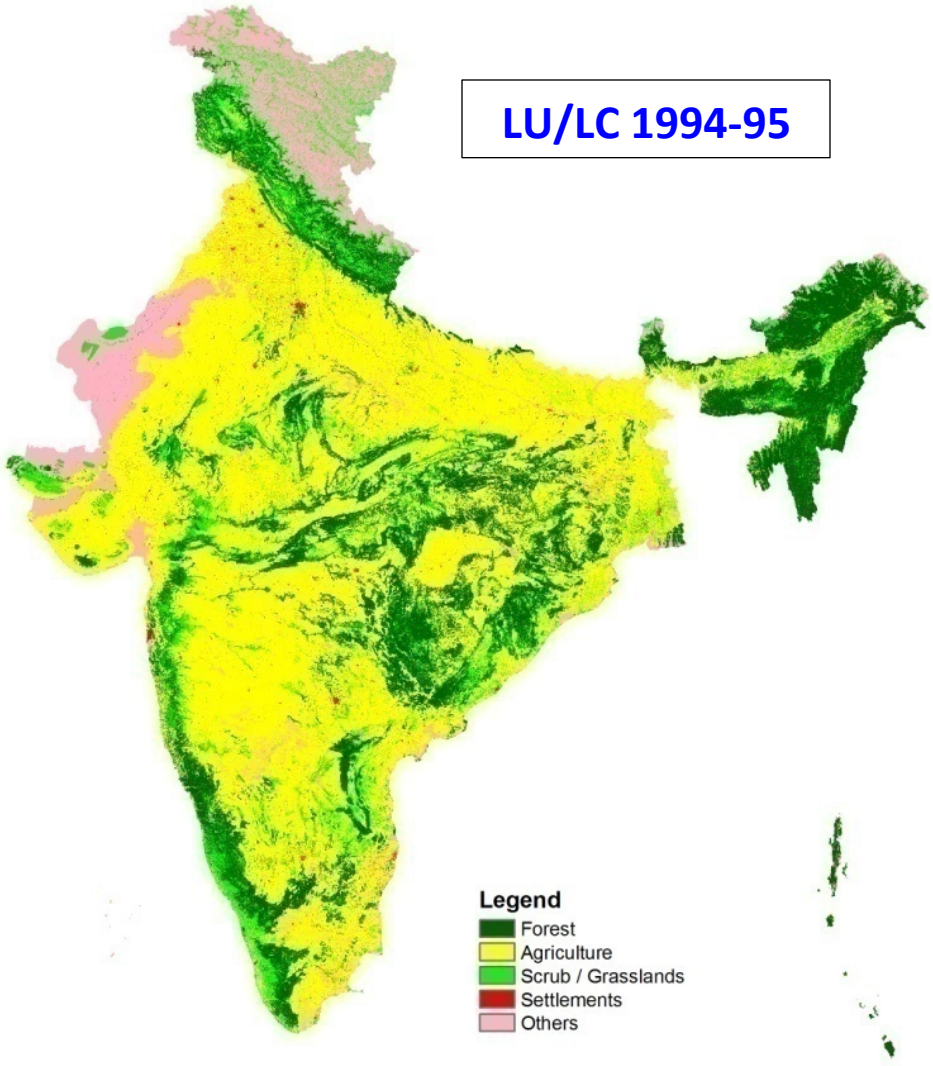 LU/LC 1994-95
Legend
Forest
Agriculture
Scrub / Grasslands
Settlements
Others